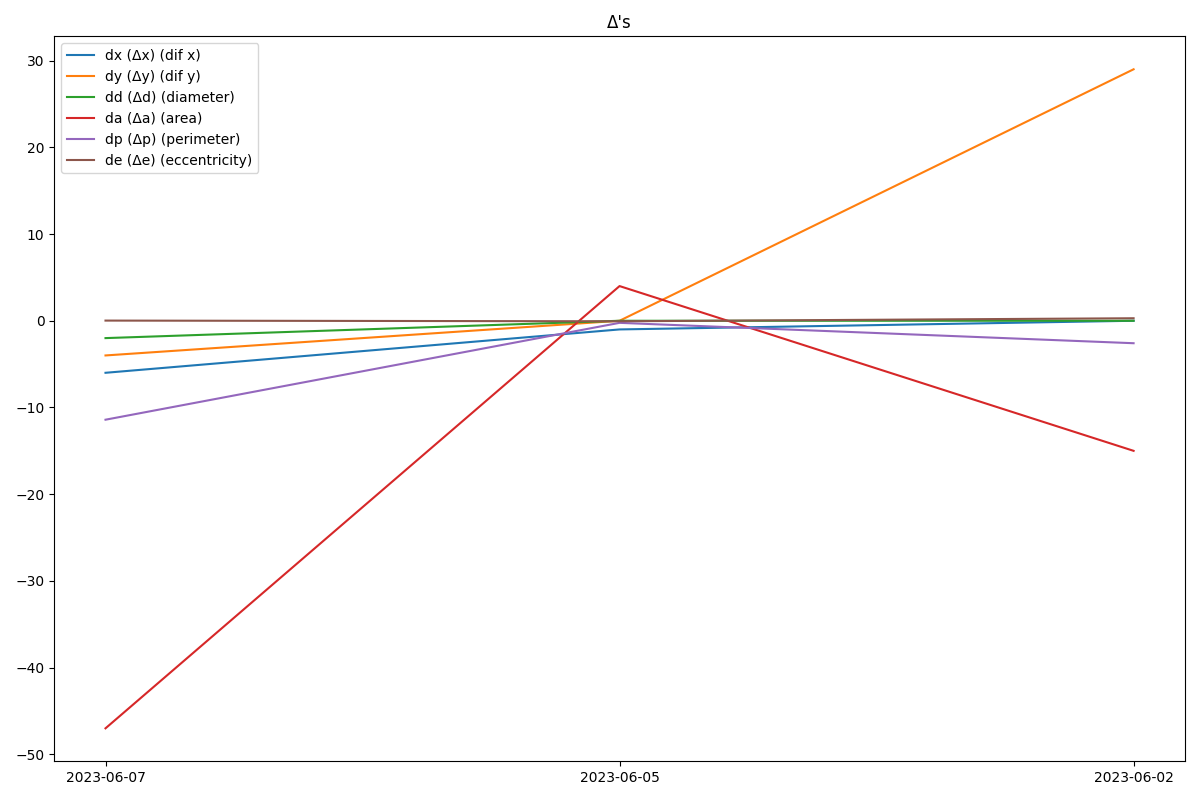 Δ's
dx (Δx) (dif x)
dy (Δy) (dif y)
dd (Δd) (diameter)
da (Δa) (area)
dp (Δp) (perimeter)
de (Δe) (eccentricity)
30
20
10
0
−10
−20
−30
−40
−50
2023-06-07 2023-06-05 2023-06-02